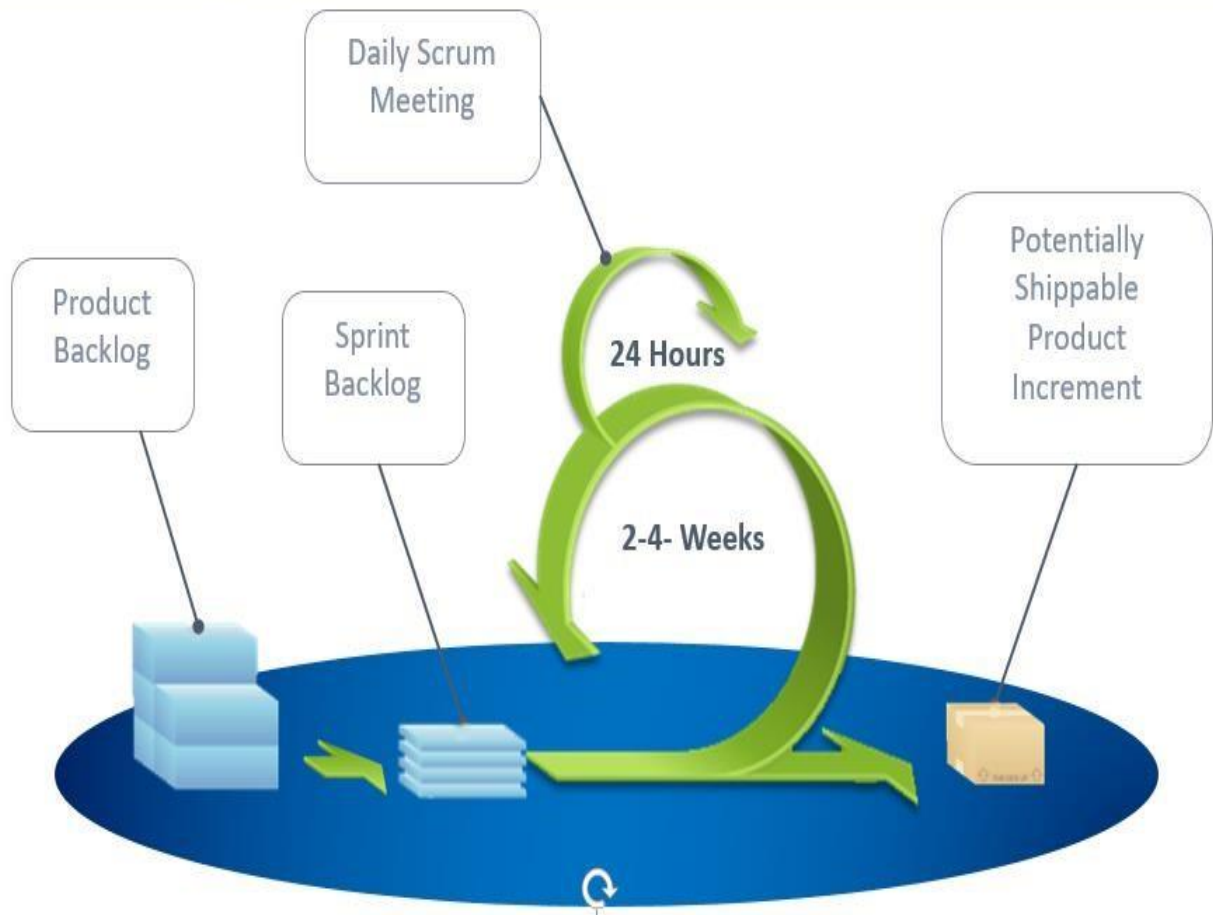 Daily Scrum
Meeting
Product
Backlog
Sprint
Backlog
Potentially
Shippable
Product
Increment
24 Hours
2-4- Weeks